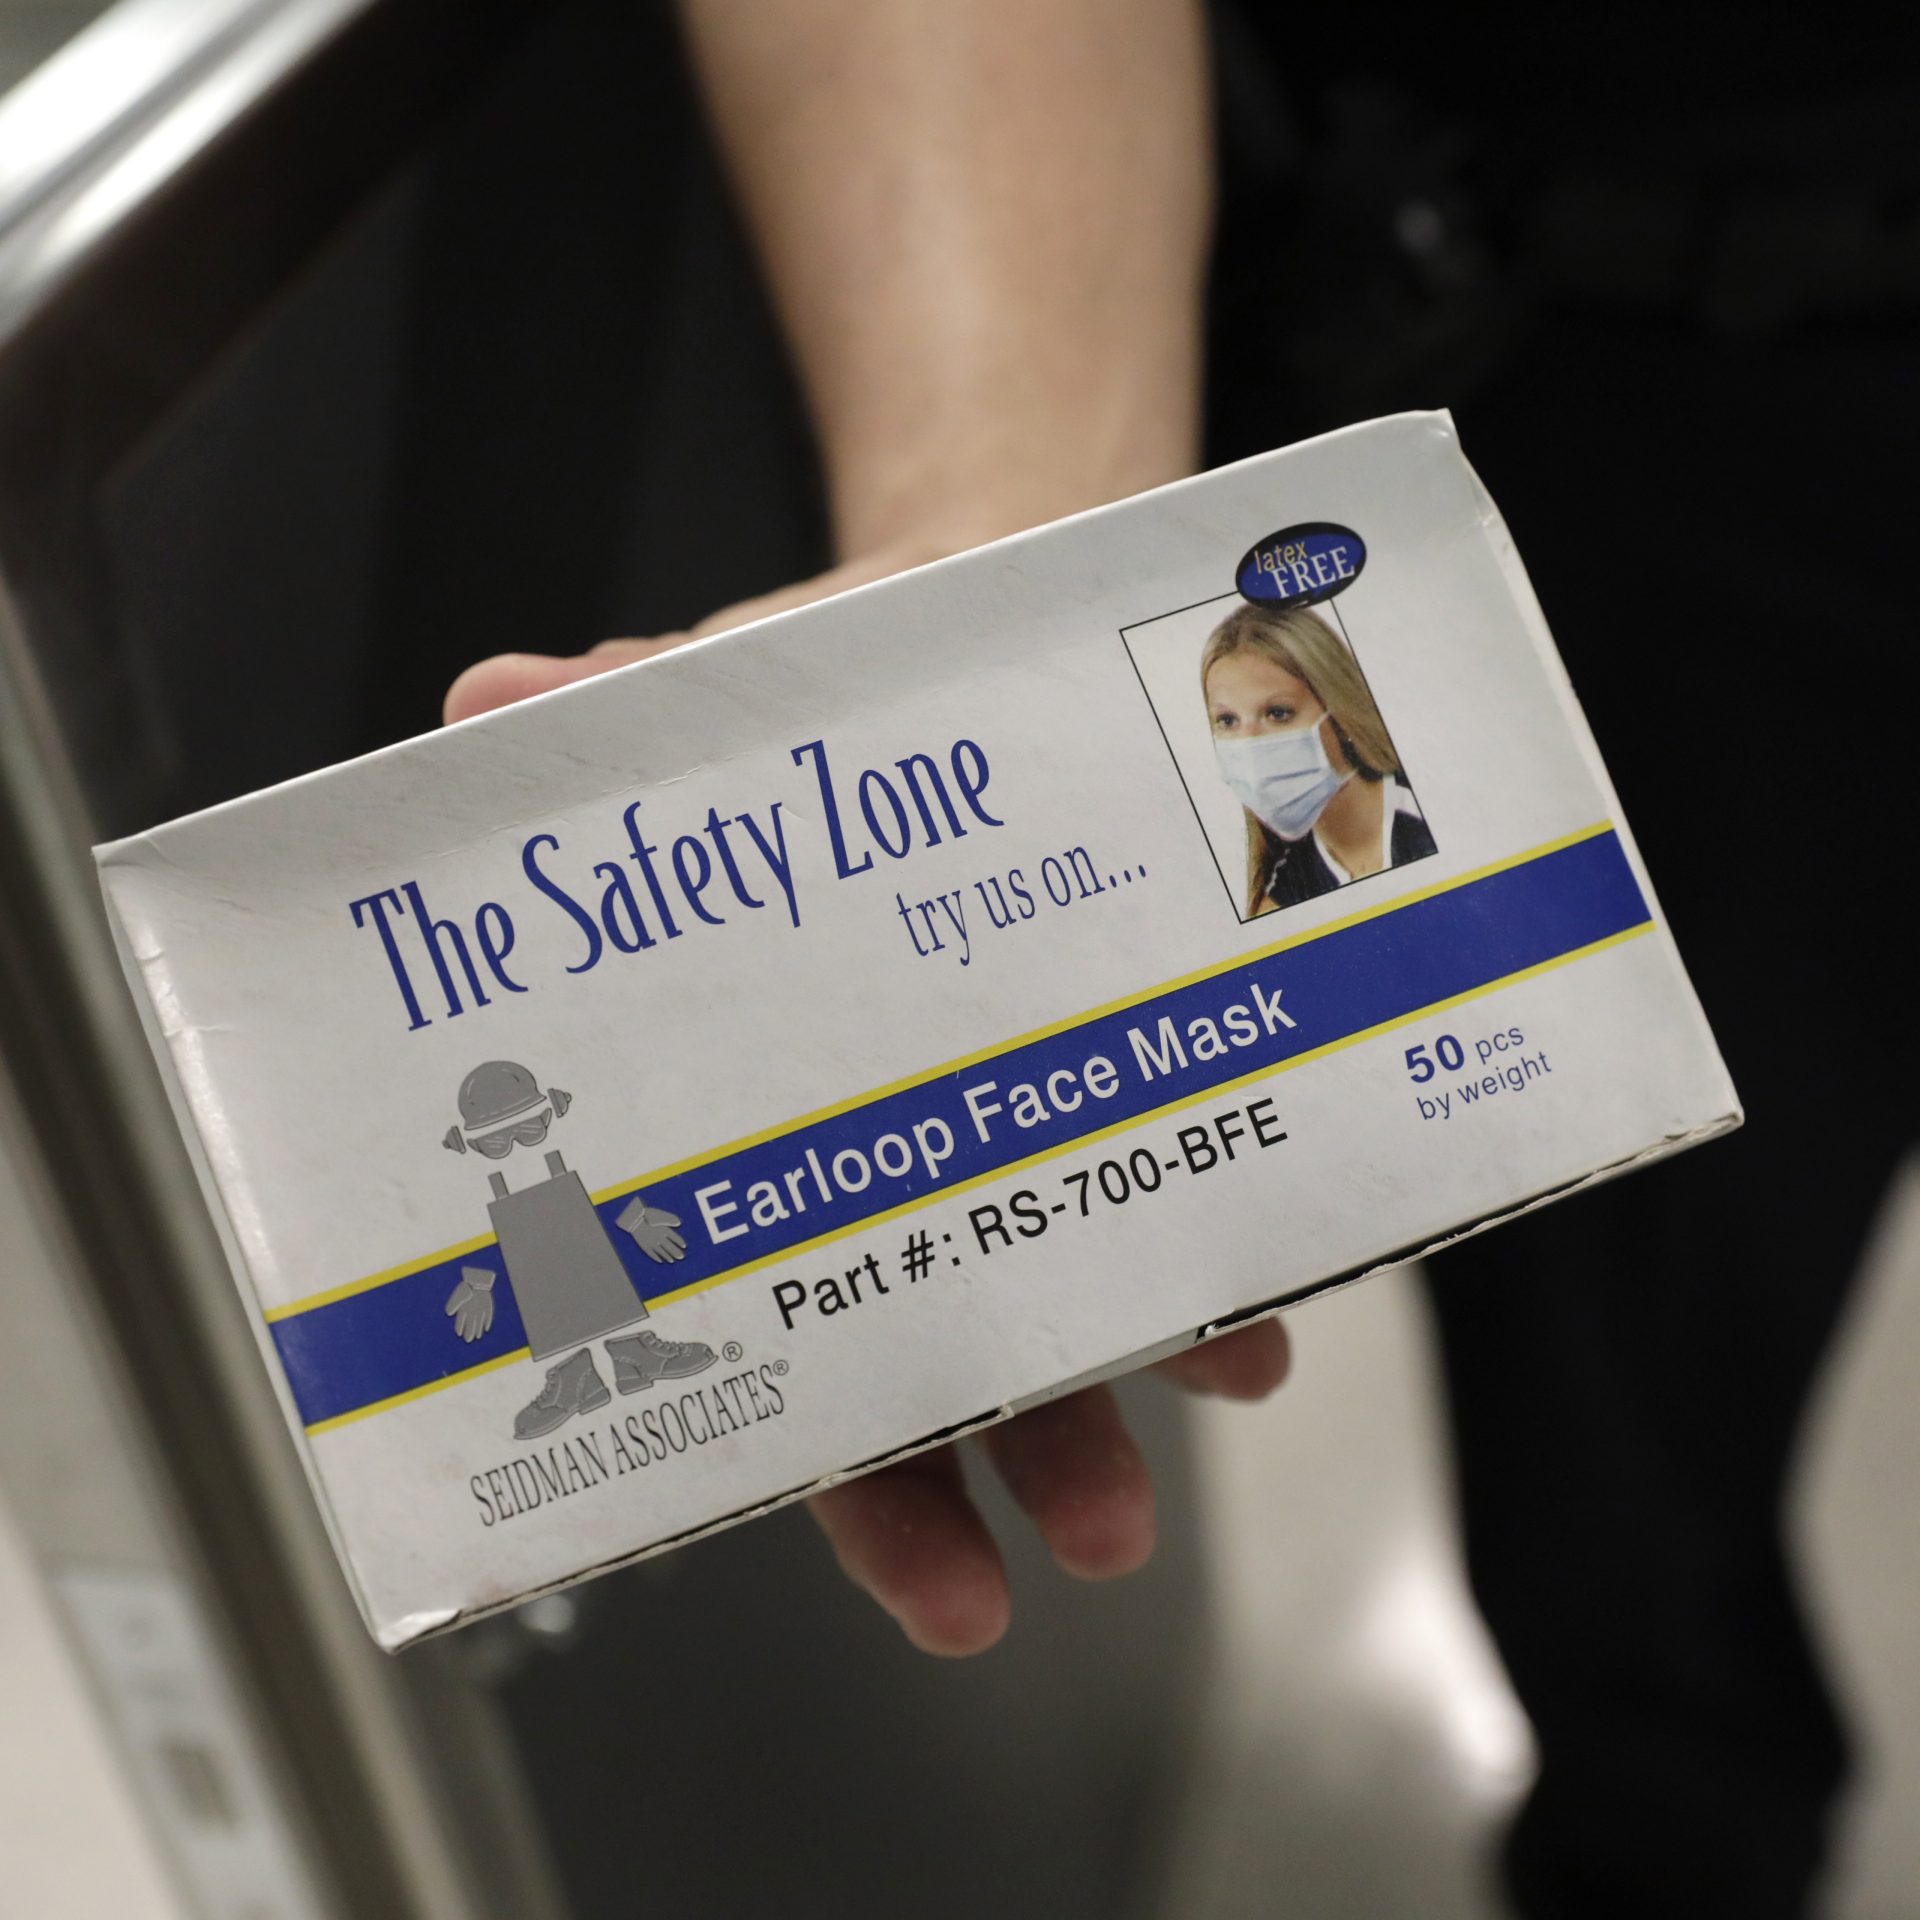 latex
FREE
The Safety Zone
try us on...
Earloop Face Mask
50 pcs
by weight
Part #: RS-700-BFE
®
SEIDMAN ASSOCIATES®